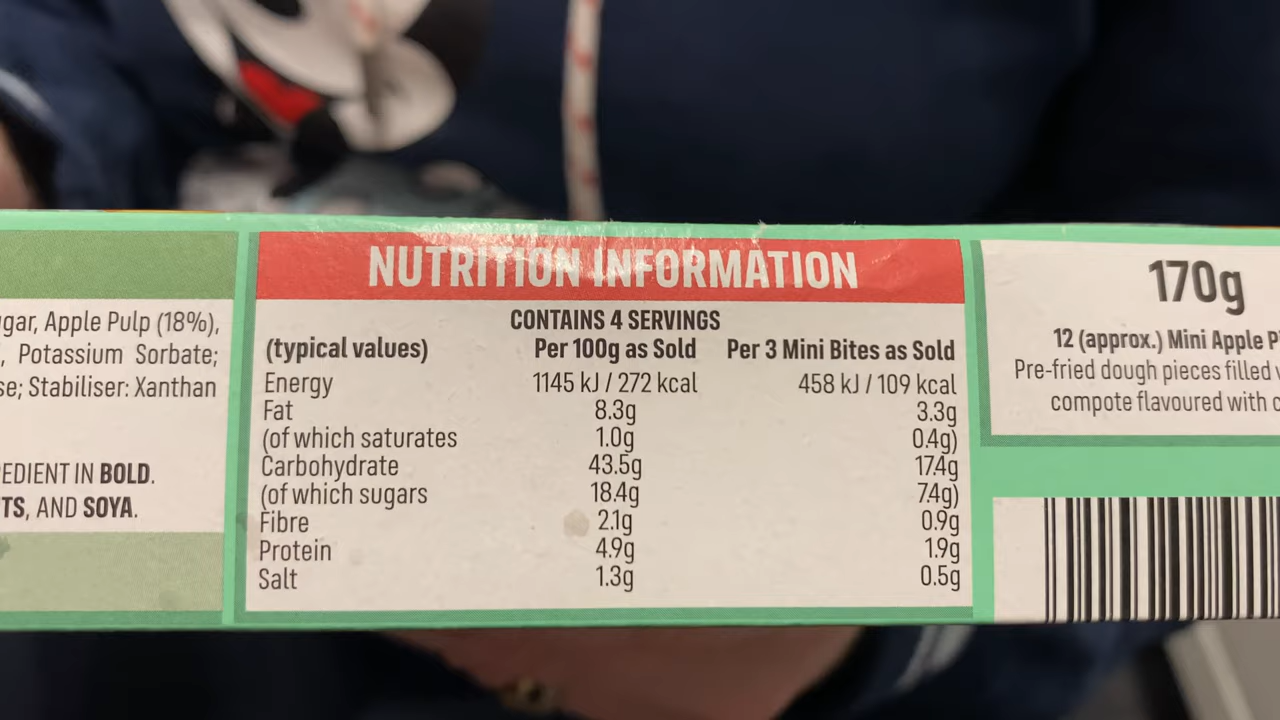 gar, Apple Pulp (18%),
, Potassium Sorbate;
se; Stabiliser: Xanthan
EDIENT IN BOLD.
TS, AND SOYA.
NUTRITION INFORMATION
CONTAINS 4 SERVINGS
(typical values) Per 100g as Sold Per 3 Mini Bites as Sold
Energy 1145 kJ / 272 kcal 458 kJ / 109 kcal
Fat 8.3g 3.3g
(of which saturates 1.0g 0.4g)
Carbohydrate 43.5g 17.4g
(of which sugars 18.4g 7.4g)
Fibre 2.1g 0.9g
Protein 4.9g 1.9g
Salt 1.3g 0.5g
170g
12 (approx.) Mini Apple P
Pre-fried dough pieces filled
compote flavoured with